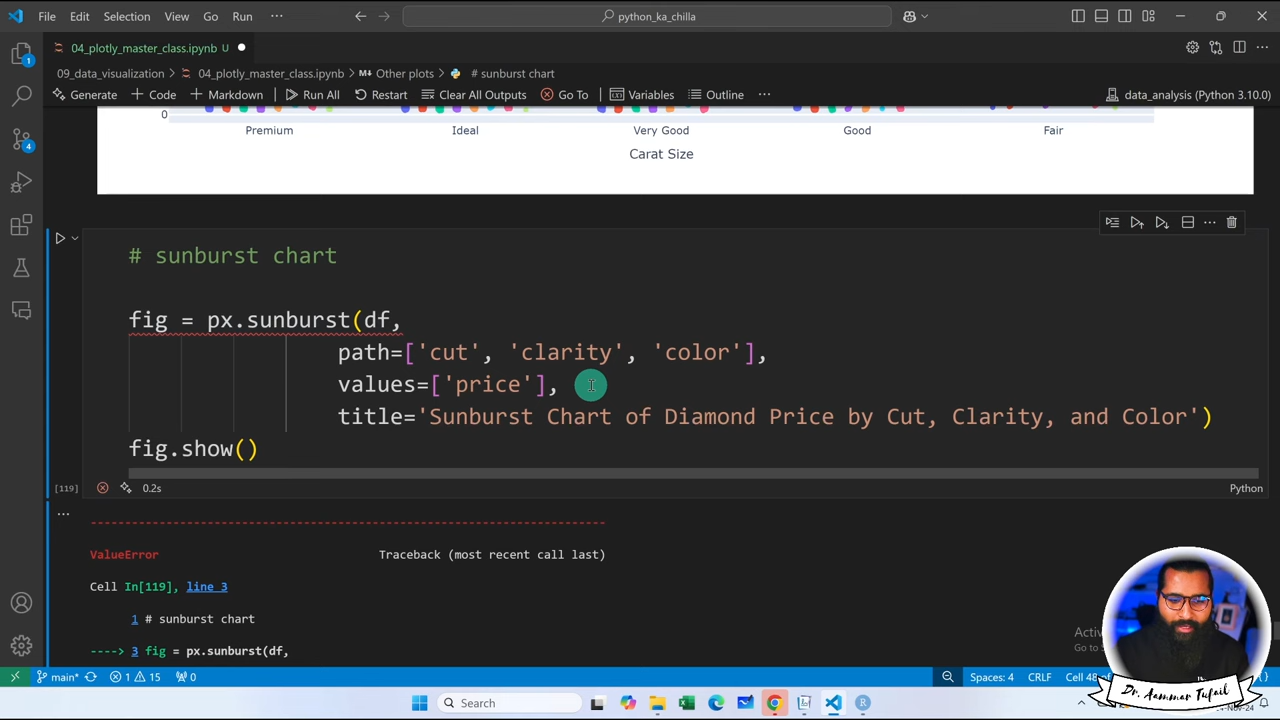 File Edit Selection View Go Run ··· python_ka_chilla
04_plotly_master_class.ipynb U
09_data_visualization > 04_plotly_master_class.ipynb > Other plots > # sunburst chart
Generate + Code + Markdown Run All Restart Clear All Outputs Go To Variables Outline ··· data_analysis (Python 3.10.0)
0
Premium Ideal Very Good Good Fair
Carat Size
# sunburst chart
fig = px.sunburst(df,
path=['cut', 'clarity', 'color'],
values=['price'],
title='Sunburst Chart of Diamond Price by Cut, Clarity, and Color')
fig.show()
[119] 0.2s Python
---------------------------------------------------------------------------
ValueError Traceback (most recent call last)
Cell In[119], line 3
1 # sunburst chart
----> 3 fig = px.sunburst(df,
main* 1 15 0 Spaces: 4 CRLF
Search
Dr. Aammar Tufail